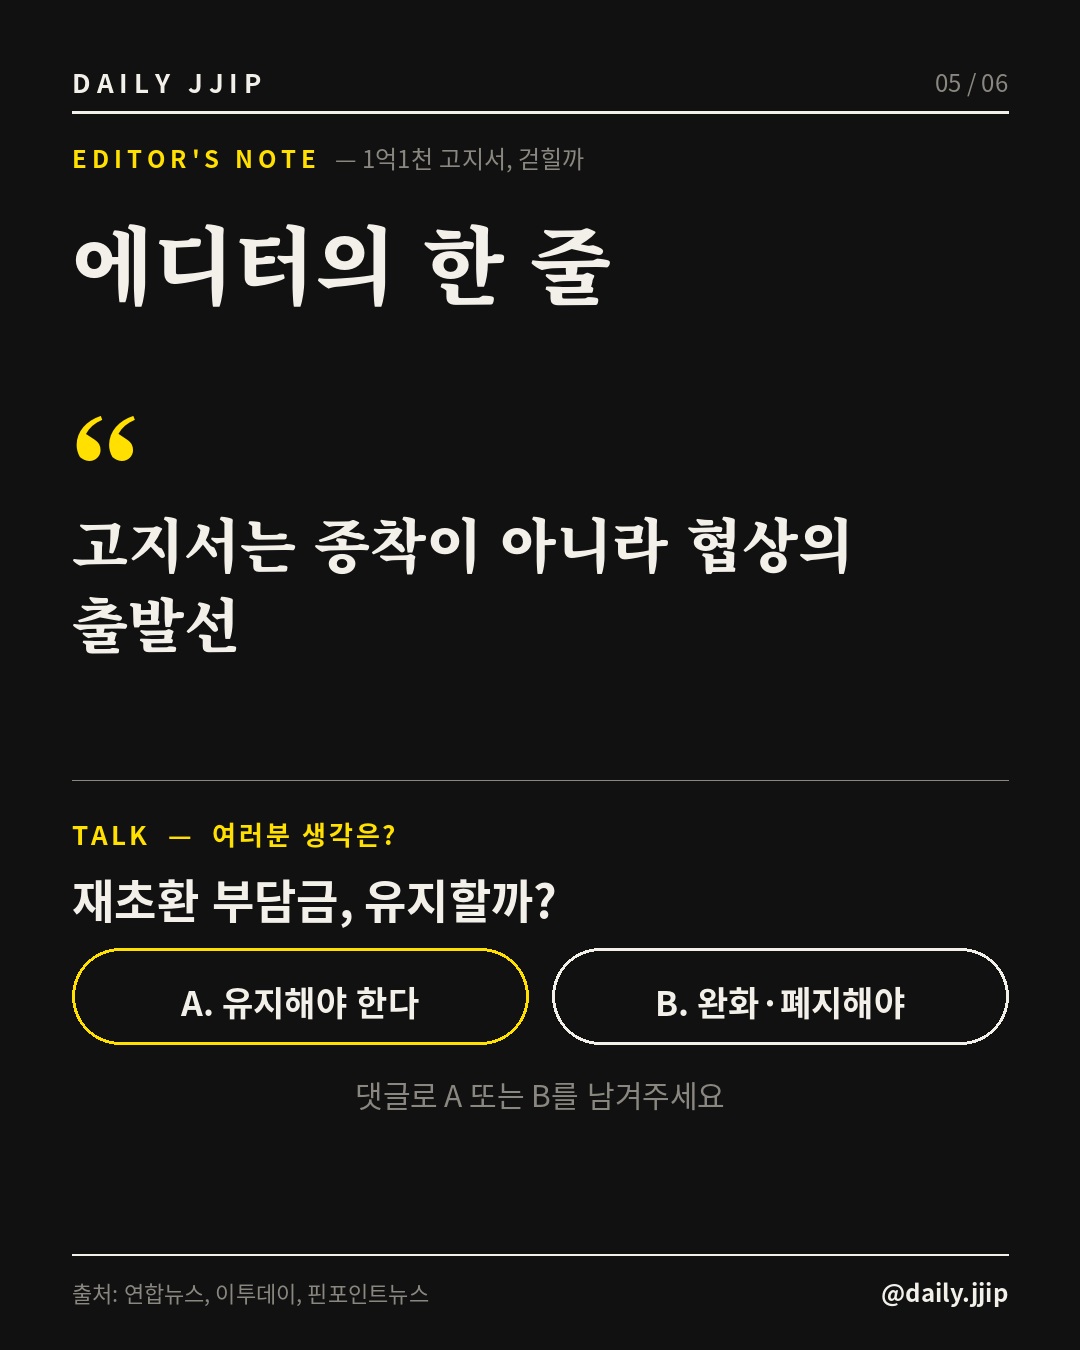 DAILY JJIP
05 / 06
EDITOR'S NOTE — 1억1천 고지서, 걷힐까
에디터의 한 줄
“
고지서는 종착이 아니라 협상의
출발선
TALK — 여러분 생각은?
재초환 부담금, 유지할까?
A. 유지해야 한다
B. 완화·폐지해야
댓글로 A 또는 B를 남겨주세요
출처: 연합뉴스, 이투데이, 핀포인트뉴스
@daily.jjip